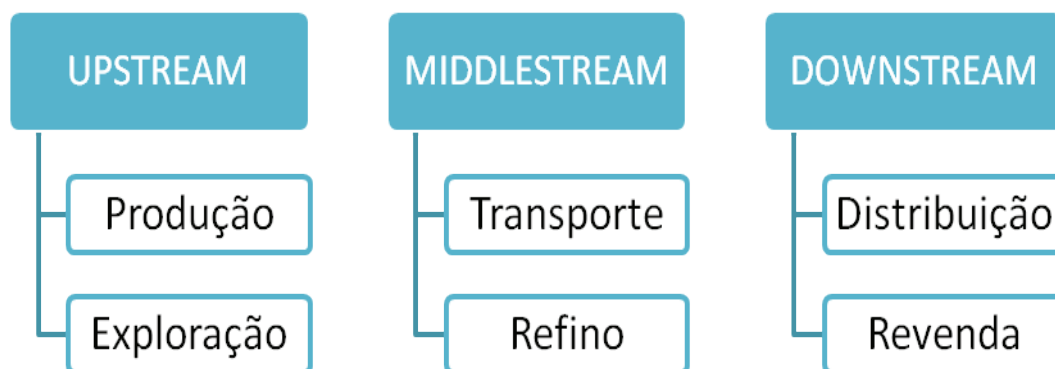 UPSTREAM
Produção
Exploração
MIDDLESTREAM
Transporte
Refino
DOWNSTREAM
Distribuição
Revenda